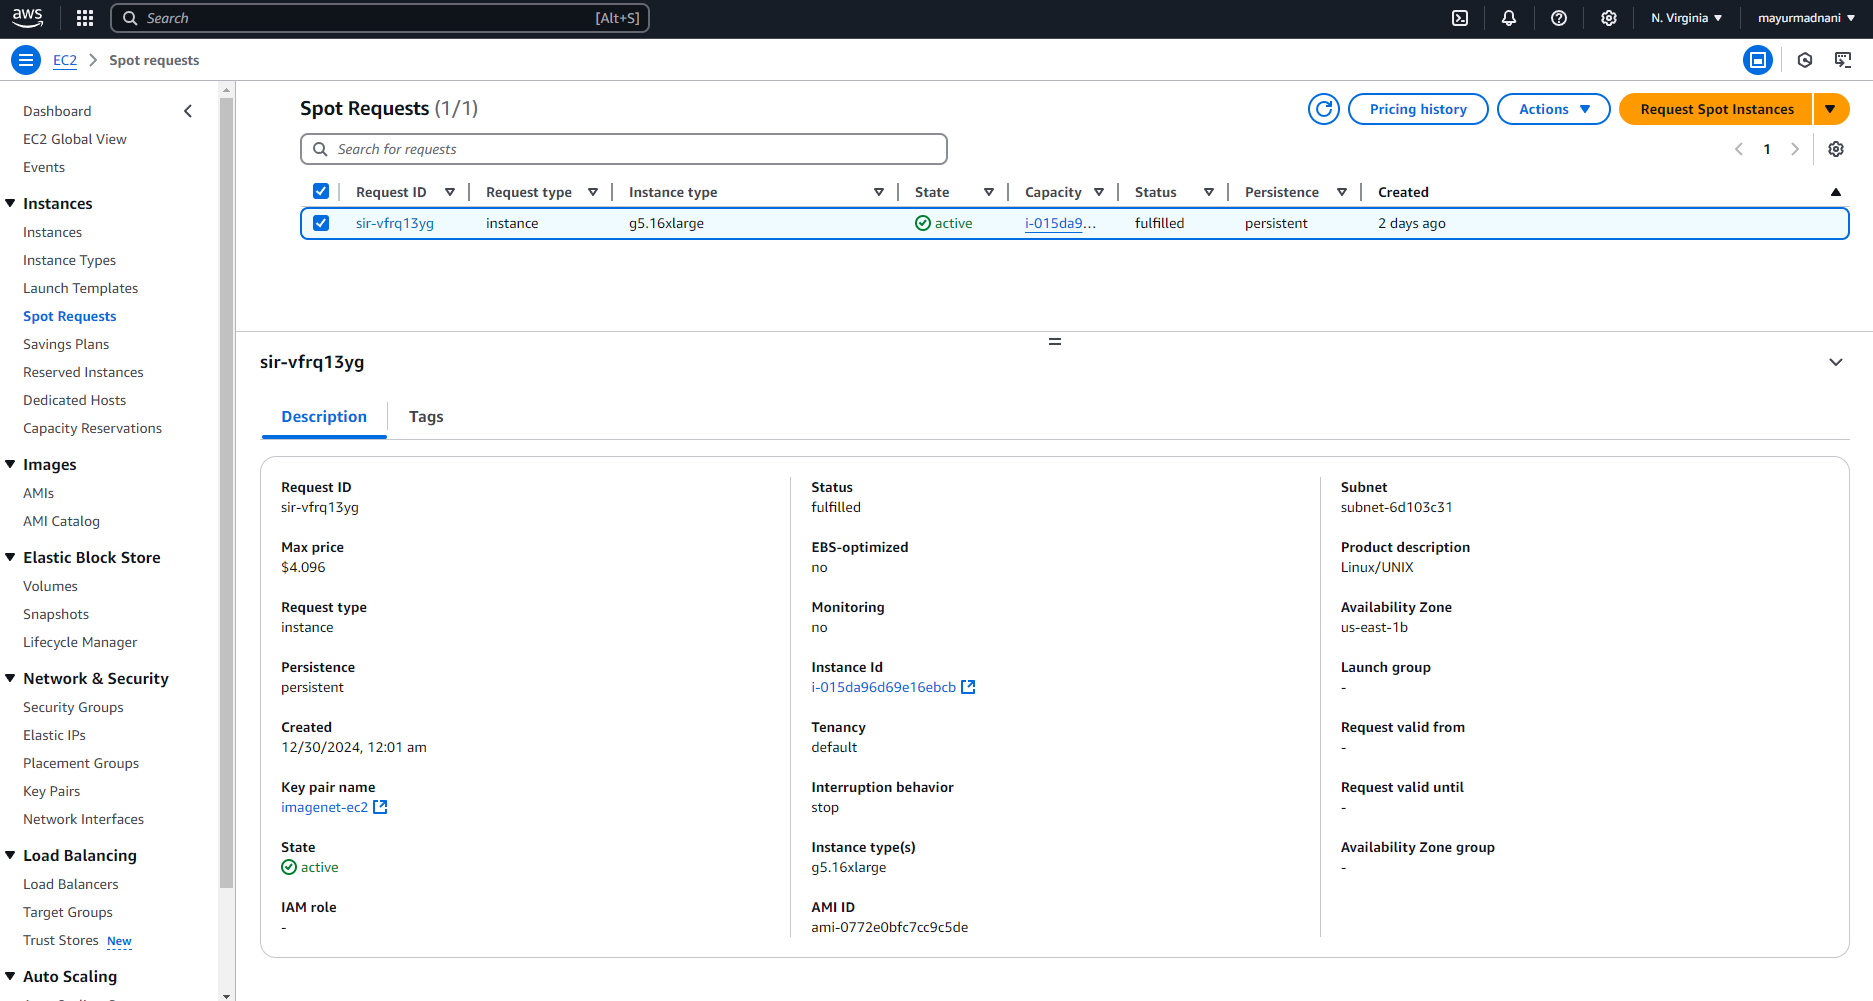 aws
Search [Alt+S]
N. Virginia
mayurmadnani
EC2 Spot requests
Dashboard
EC2 Global View
Events
Instances
Instances
Instance Types
Launch Templates
Spot Requests
Savings Plans
Reserved Instances
Dedicated Hosts
Capacity Reservations
Images
AMIs
AMI Catalog
Elastic Block Store
Volumes
Snapshots
Lifecycle Manager
Network & Security
Security Groups
Elastic IPs
Placement Groups
Key Pairs
Network Interfaces
Load Balancing
Load Balancers
Target Groups
Trust Stores New
Auto Scaling
Spot Requests (1/1)
Pricing history
Actions
Request Spot Instances
Search for requests
1
Request ID Request type Instance type State Capacity Status Persistence Created
sir-vfrq13yg instance g5.16xlarge active i-015da9... fulfilled persistent 2 days ago
sir-vfrq13yg
Description Tags
Request ID
sir-vfrq13yg
Max price
$4.096
Request type
instance
Persistence
persistent
Created
12/30/2024, 12:01 am
Key pair name
imagenet-ec2
State
active
IAM role
-
Status
fulfilled
EBS-optimized
no
Monitoring
no
Instance Id
i-015da96d69e16ebcb
Tenancy
default
Interruption behavior
stop
Instance type(s)
g5.16xlarge
AMI ID
ami-0772e0bfc7cc9c5de
Subnet
subnet-6d103c31
Product description
Linux/UNIX
Availability Zone
us-east-1b
Launch group
-
Request valid from
-
Request valid until
-
Availability Zone group
-